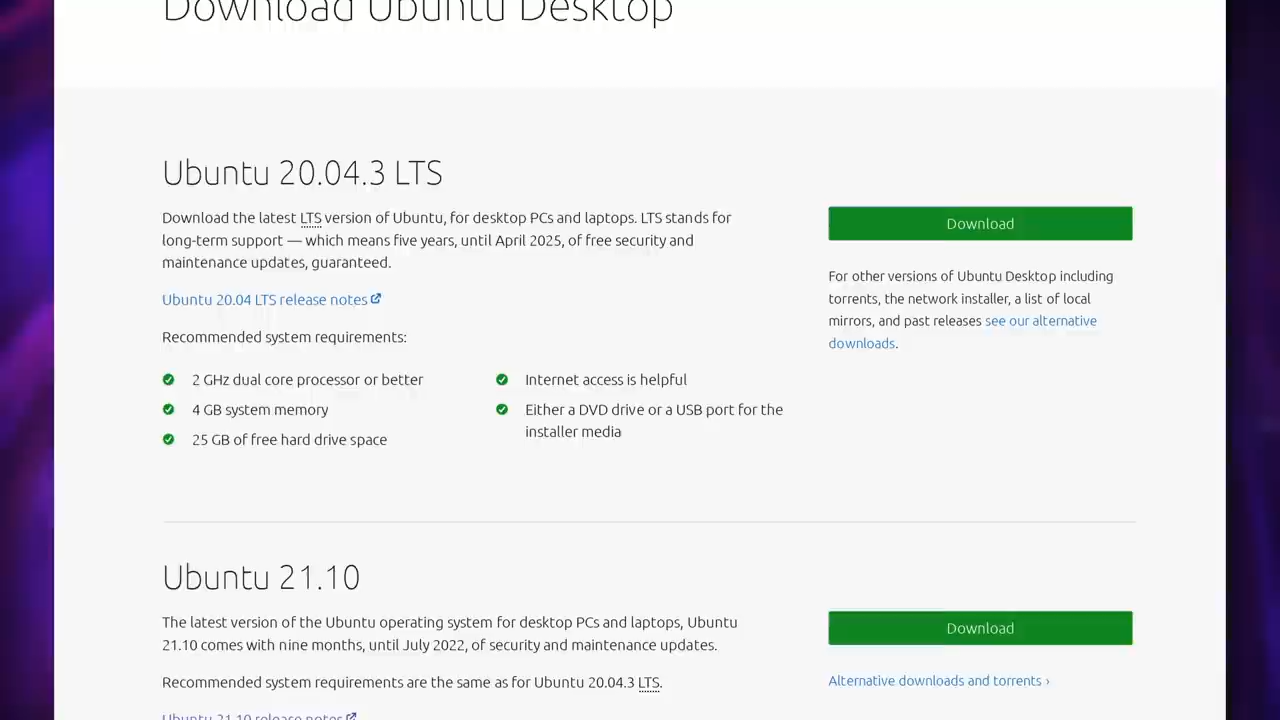 Download Ubuntu Desktop
Ubuntu 20.04.3 LTS
Download the latest LTS version of Ubuntu, for desktop PCs and laptops. LTS stands for
long-term support — which means five years, until April 2025, of free security and
maintenance updates, guaranteed.
Ubuntu 20.04 LTS release notes
Recommended system requirements:
2 GHz dual core processor or better
4 GB system memory
25 GB of free hard drive space
Internet access is helpful
Either a DVD drive or a USB port for the
installer media
Download
For other versions of Ubuntu Desktop including
torrents, the network installer, a list of local
mirrors, and past releases see our alternative
downloads.
Ubuntu 21.10
The latest version of the Ubuntu operating system for desktop PCs and laptops, Ubuntu
21.10 comes with nine months, until July 2022, of security and maintenance updates.
Recommended system requirements are the same as for Ubuntu 20.04.3 LTS.
Ubuntu 21.10 release notes
Download
Alternative downloads and torrents ›